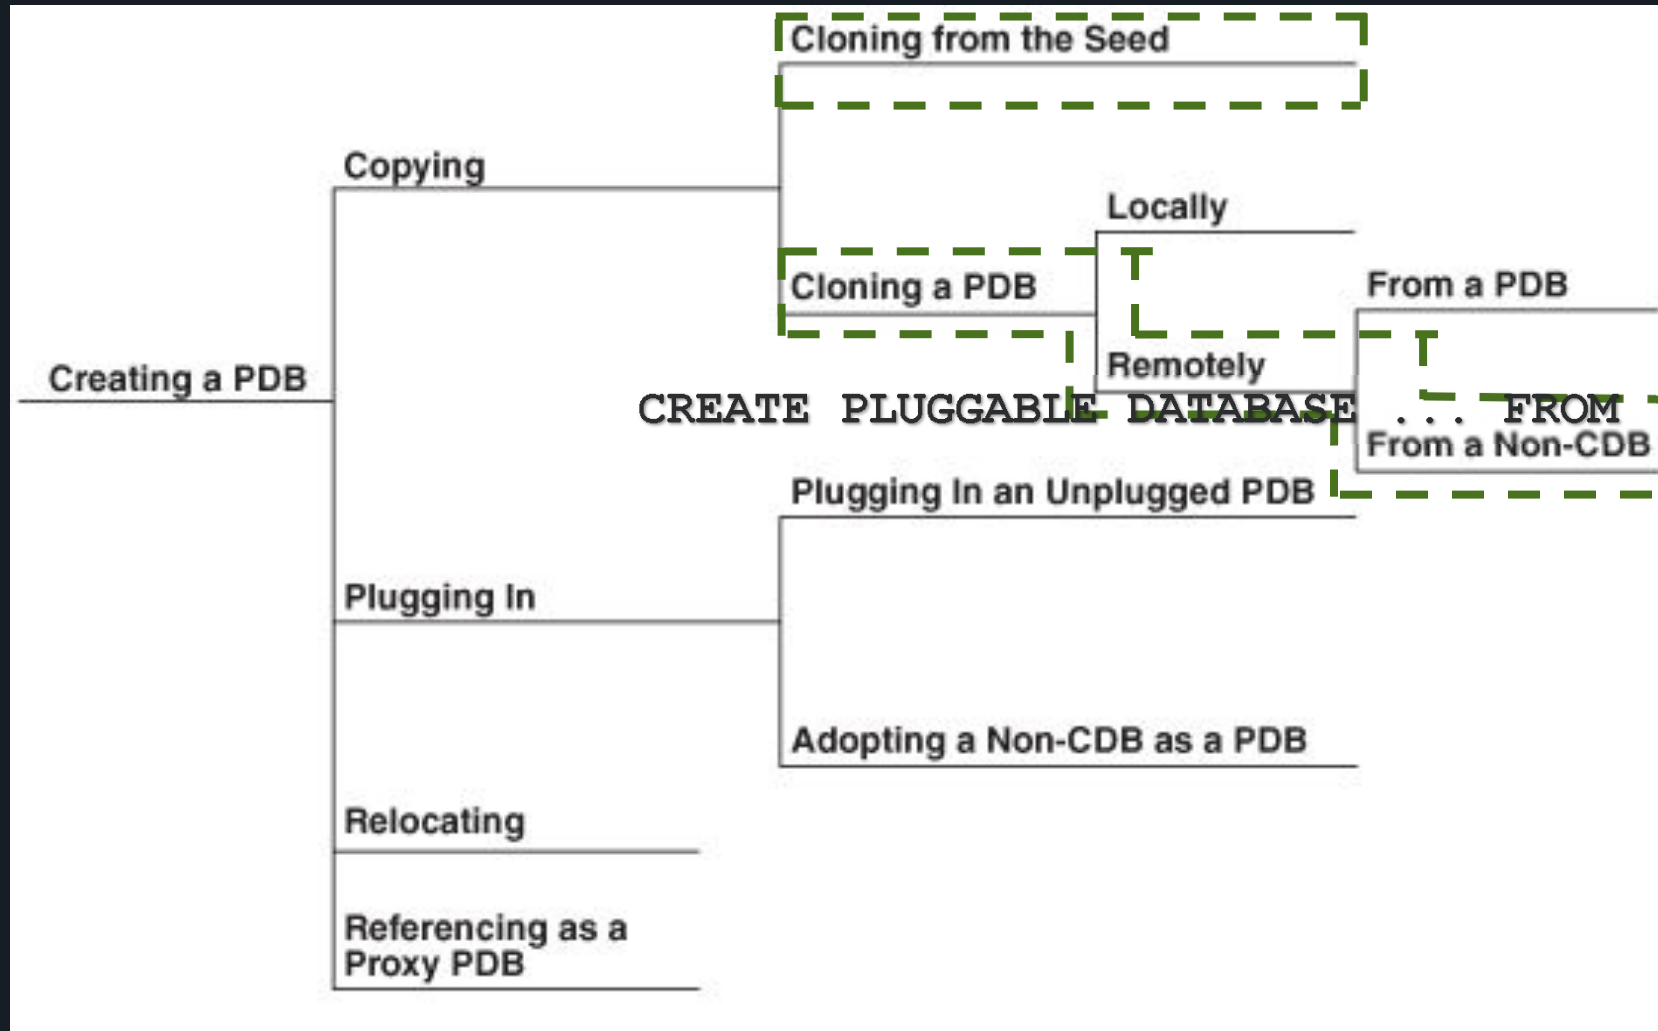 Cloning from the Seed
Copying
Locally
Cloning a PDB
From a PDB
Remotely
Creating a PDB
CREATE PLUGGABLE DATABASE ... FROM
From a Non-CDB
Plugging In an Unplugged PDB
Plugging In
Adopting a Non-CDB as a PDB
Relocating
Referencing as a
Proxy PDB